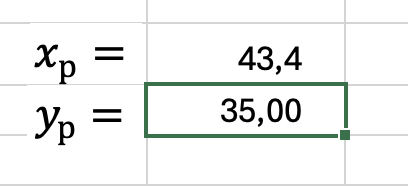 xₚ = 43,4
yₚ = 35,00